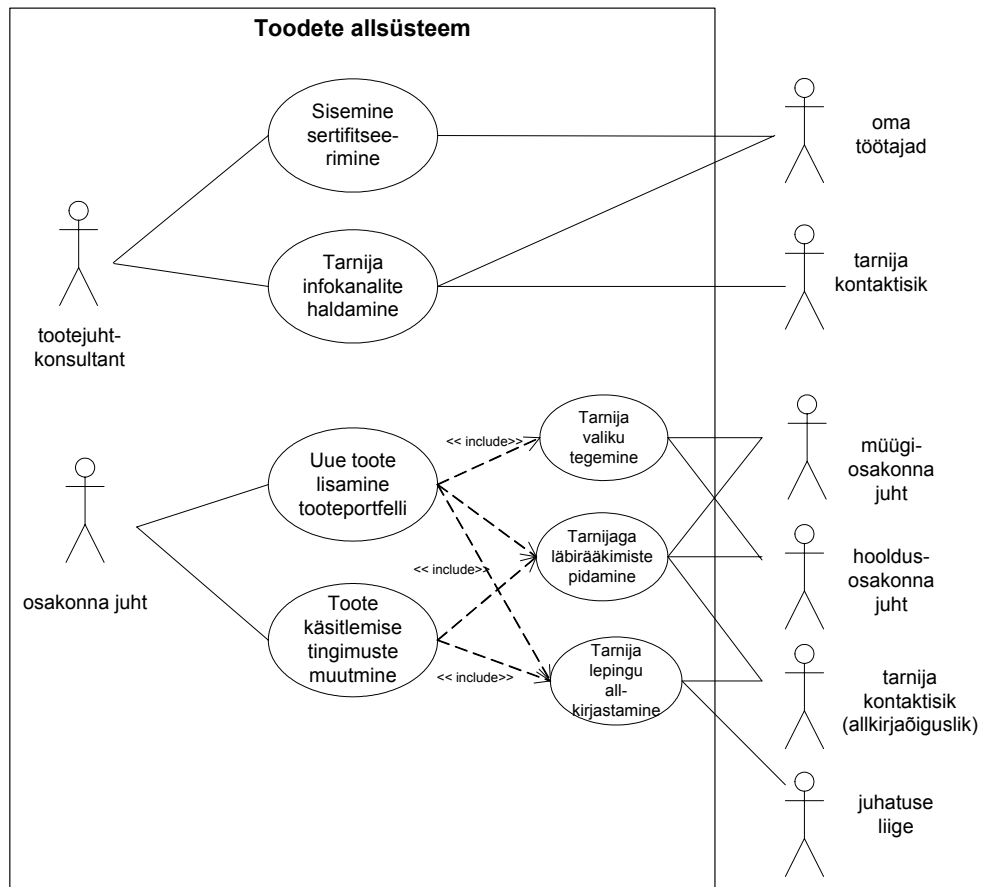 Toodete allsüsteem
Sisemine
sertifitsee-
rimine
oma
töötajad
Tarnija
infokanalite
haldamine
tarnija
kontaktisik
tootejuht-
konsultant
Tarnija
valiku
tegemine
<< include>>
müügi-
osakonna
juht
Uue toote
lisamine
tooteportfelli
Tarnijaga
läbirääkimiste
pidamine
<< include>>
hooldus-
osakonna
juht
osakonna juht
Toote
käsitlemise
tingimuste
muutmine
<< include>>
Tarnija
lepingu
all-
kirjastamine
tarnija
kontaktisik
(allkirjaõiguslik)
juhatuse
liige